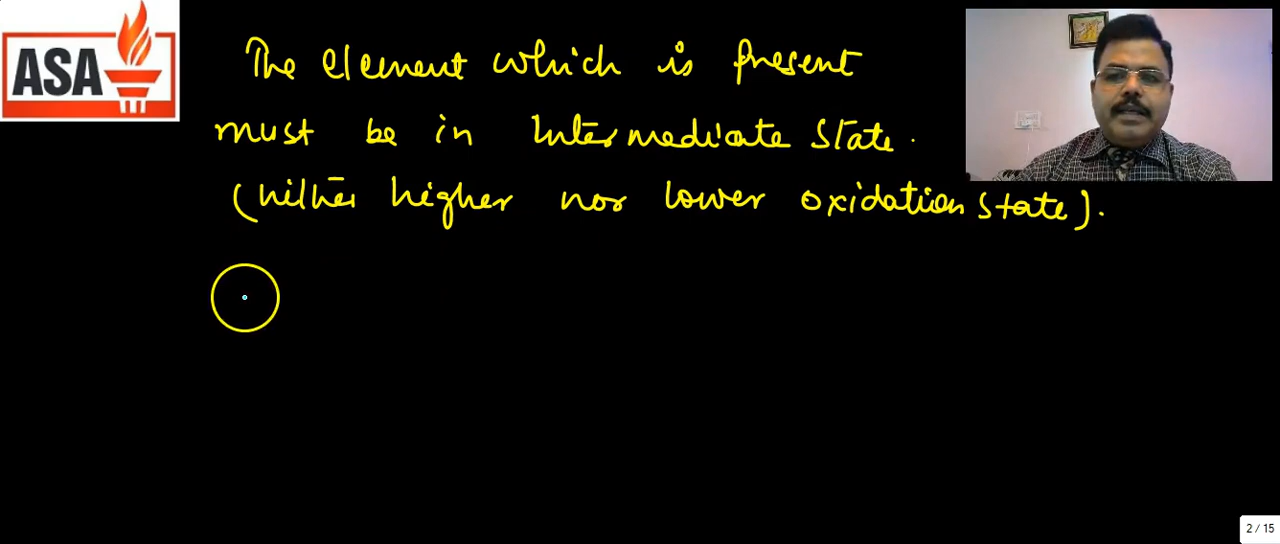 ASA
The element which is present
must be in Intermediate State.
(neither higher nor lower oxidation state).
2 / 15